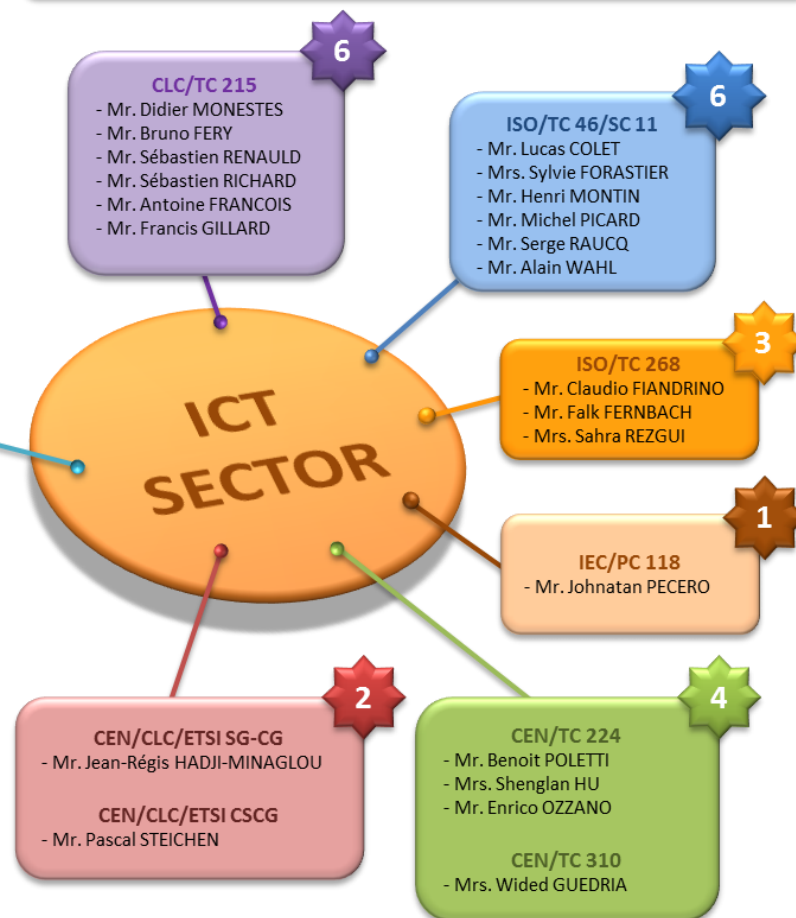 6
CLC/TC 215
- Mr. Didier MONESTES
- Mr. Bruno FERY
- Mr. Sébastien RENAULD
- Mr. Sébastien RICHARD
- Mr. Antoine FRANCOIS
- Mr. Francis GILLARD
6
ISO/TC 46/SC 11
- Mr. Lucas COLET
- Mrs. Sylvie FORASTIER
- Mr. Henri MONTIN
- Mr. Michel PICARD
- Mr. Serge RAUCQ
- Mr. Alain WAHL
3
ISO/TC 268
- Mr. Claudio FIANDRINO
- Mr. Falk FERNBACH
- Mrs. Sahra REZGUI
ICT
SECTOR
1
IEC/PC 118
- Mr. Johnatan PECERO
2
CEN/CLC/ETSI SG-CG
- Mr. Jean-Régis HADJI-MINAGLOU
CEN/CLC/ETSI CSCG
- Mr. Pascal STEICHEN
4
CEN/TC 224
- Mr. Benoit POLETTI
- Mrs. Shenglan HU
- Mr. Enrico OZZANO
CEN/TC 310
- Mrs. Wided GUEDRIA